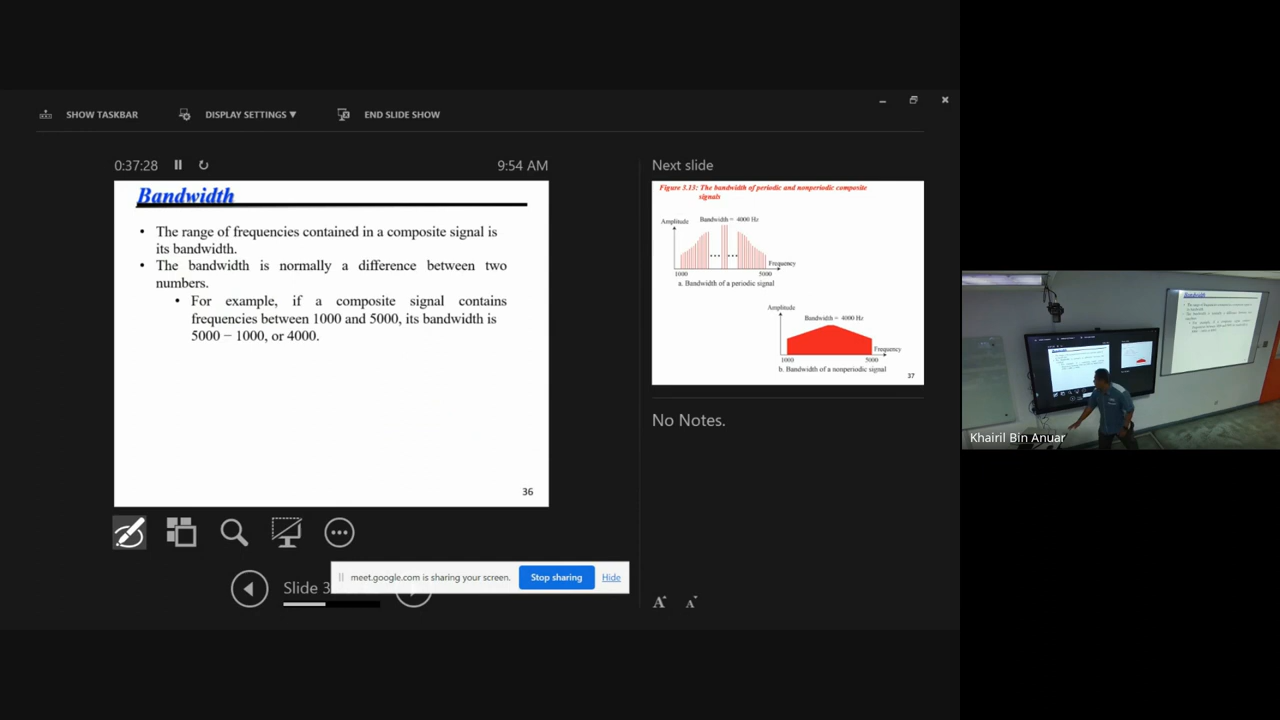 SHOW TASKBAR
DISPLAY SETTINGS ▼
END SLIDE SHOW
0:37:28
9:54 AM
Bandwidth
• The range of frequencies contained in a composite signal is
its bandwidth.
• The bandwidth is normally a difference between two
numbers.
• For example, if a composite signal contains
frequencies between 1000 and 5000, its bandwidth is
5000 − 1000, or 4000.
36
Next slide
Figure 3.13: The bandwidth of periodic and nonperiodic composite
signals
Amplitude
Bandwidth = 4000 Hz
Frequency
1000
5000
a. Bandwidth of a periodic signal
Amplitude
Bandwidth = 4000 Hz
Frequency
1000
5000
b. Bandwidth of a nonperiodic signal
37
No Notes.
Slide 3
meet.google.com is sharing your screen.
Stop sharing
Hide
A
A
Khairil Bin Anuar
Bandwidth